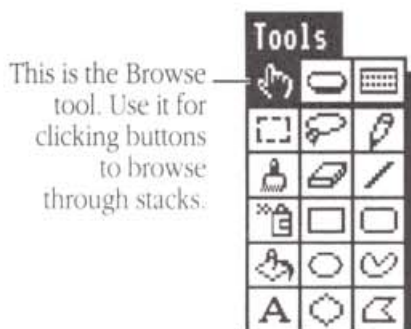 Tools
This is the Browse
tool. Use it for
clicking buttons
to browse
through stacks.
A